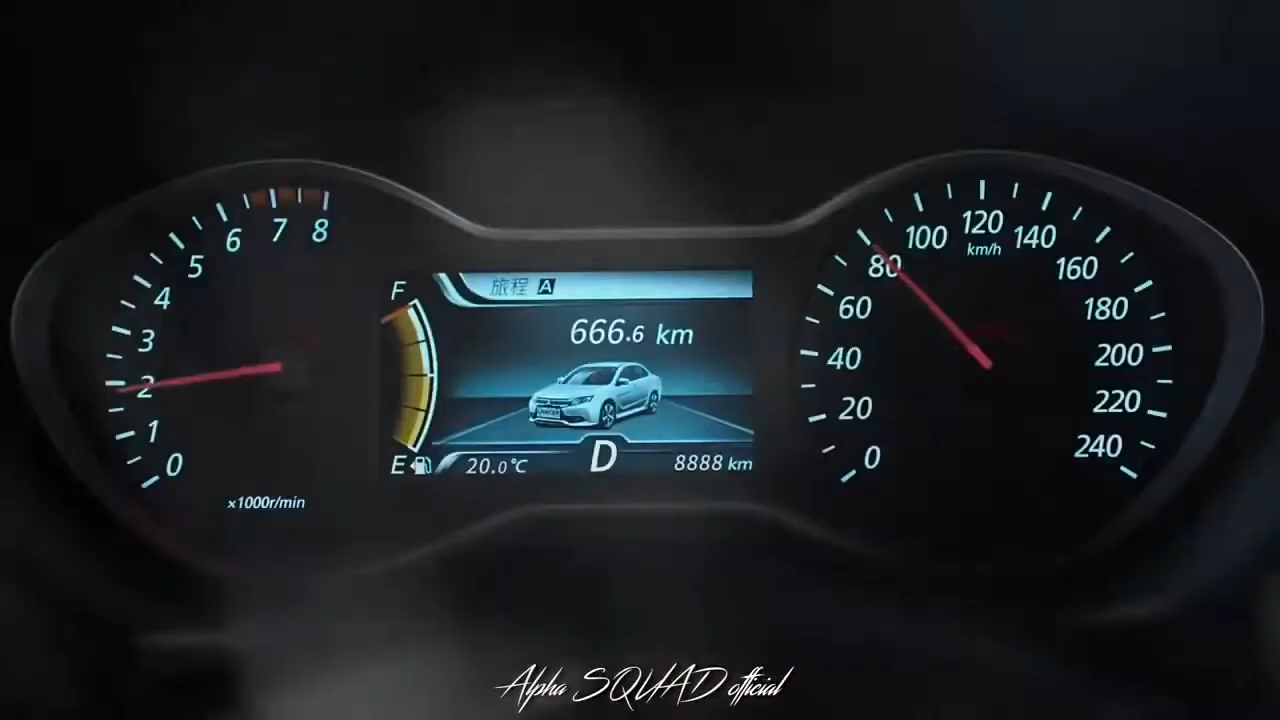 0 1 2 3 4 5 6 7 8
x1000r/min
F
E
旅程 A
666.6 km
20.0°C
D
8888 km
0 20 40 60 80 100 120 140 160 180 200 220 240
km/h
Alpha SQUAD official